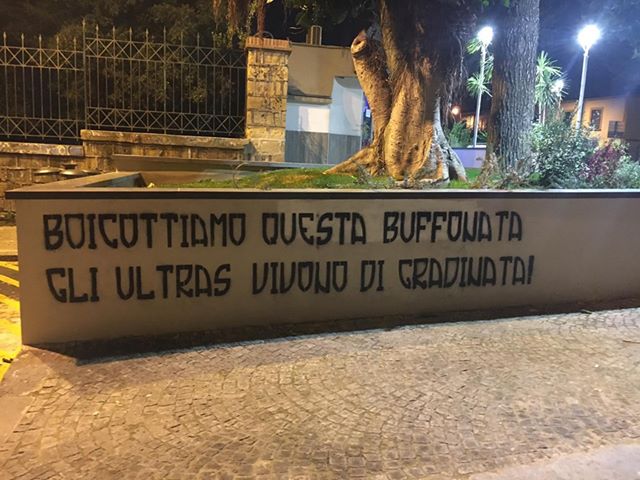 BOICOTTIAMO QUESTA BUFFONATA
GLI ULTRAS VIVONO DI GRADINATA!